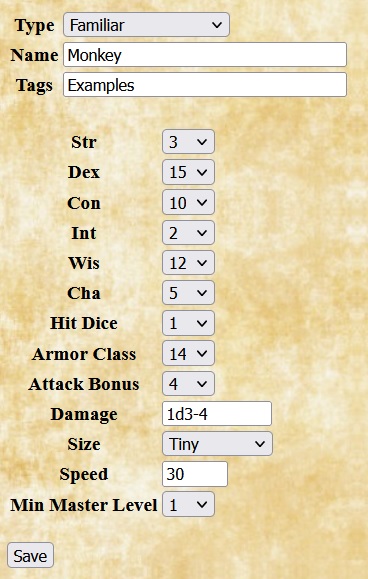 Type Familiar
Name Monkey
Tags Examples
Str 3
Dex 15
Con 10
Int 2
Wis 12
Cha 5
Hit Dice 1
Armor Class 14
Attack Bonus 4
Damage 1d3-4
Size Tiny
Speed 30
Min Master Level 1
Save